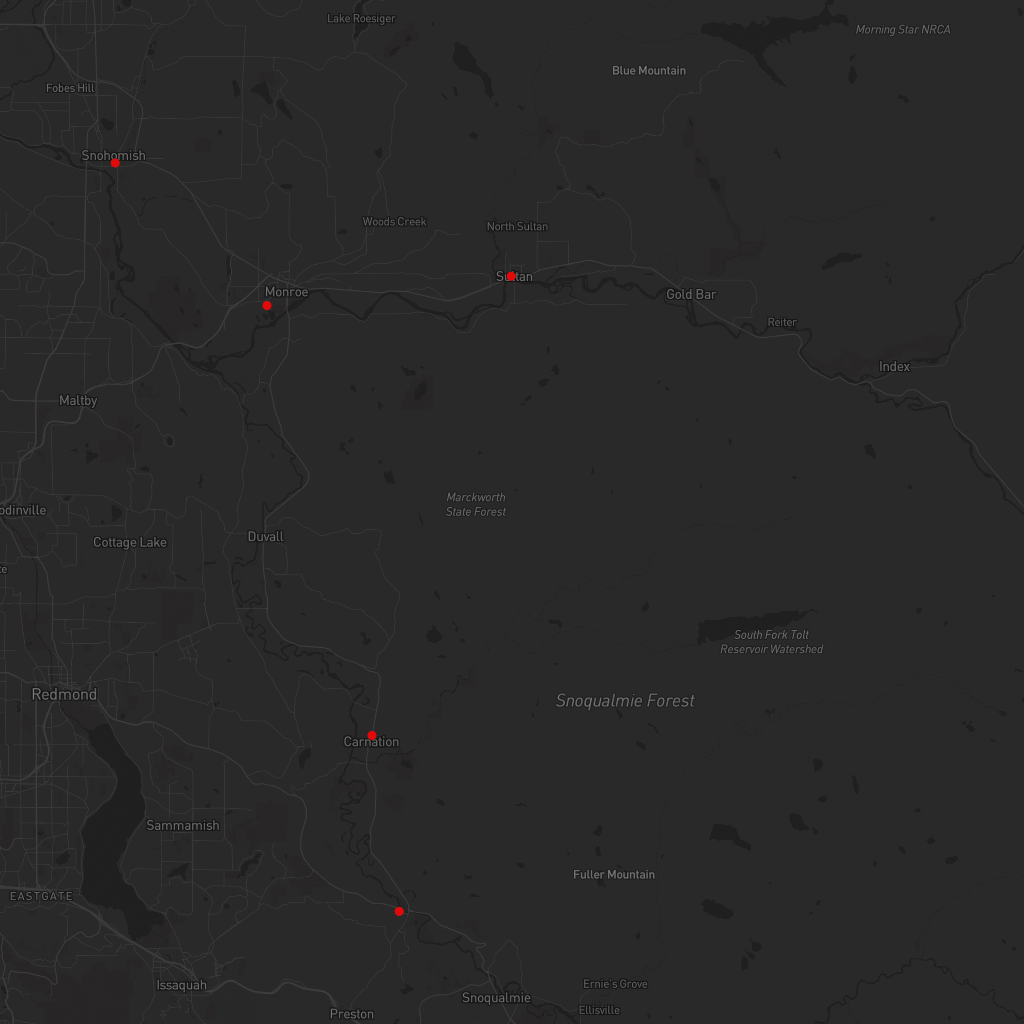 Lake Roesiger
Morning Star NRCA
Blue Mountain
Fobes Hill
Snohomish
Woods Creek
North Sultan
Sultan
Monroe
Gold Bar
Reiter
Index
Maltby
Marckworth
State Forest
odinville
Duvall
Cottage Lake
te
South Fork Tolt
Reservoir Watershed
Redmond
Snoqualmie Forest
Carnation
Sammamish
Fuller Mountain
EASTGATE
Issaquah
Ernie's Grove
Snoqualmie
Ellisville
Preston